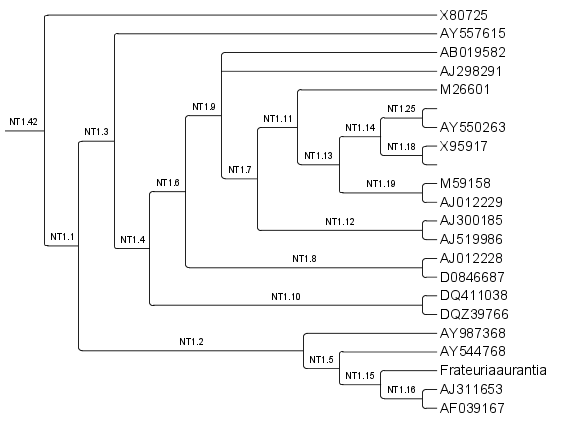 X80725
AY557615
AB019582
NT1.9
AJ298291
NT1.11
M26601
NT1.25
NT1.42
NT1.3
NT1.14
AY550263
X95917
NT1.18
NT1.13
NT1.7
NT1.6
NT1.19
M59158
AJ012229
NT1.12
AJ300185
NT1.1
NT1.4
AJ519986
NT1.8
AJ012228
D0846687
NT1.10
DQ411038
DQZ39766
AY987368
NT1.2
AY544768
NT1.5
Frateuriaaurantia
NT1.15
NT1.16
AJ311653
AF039167